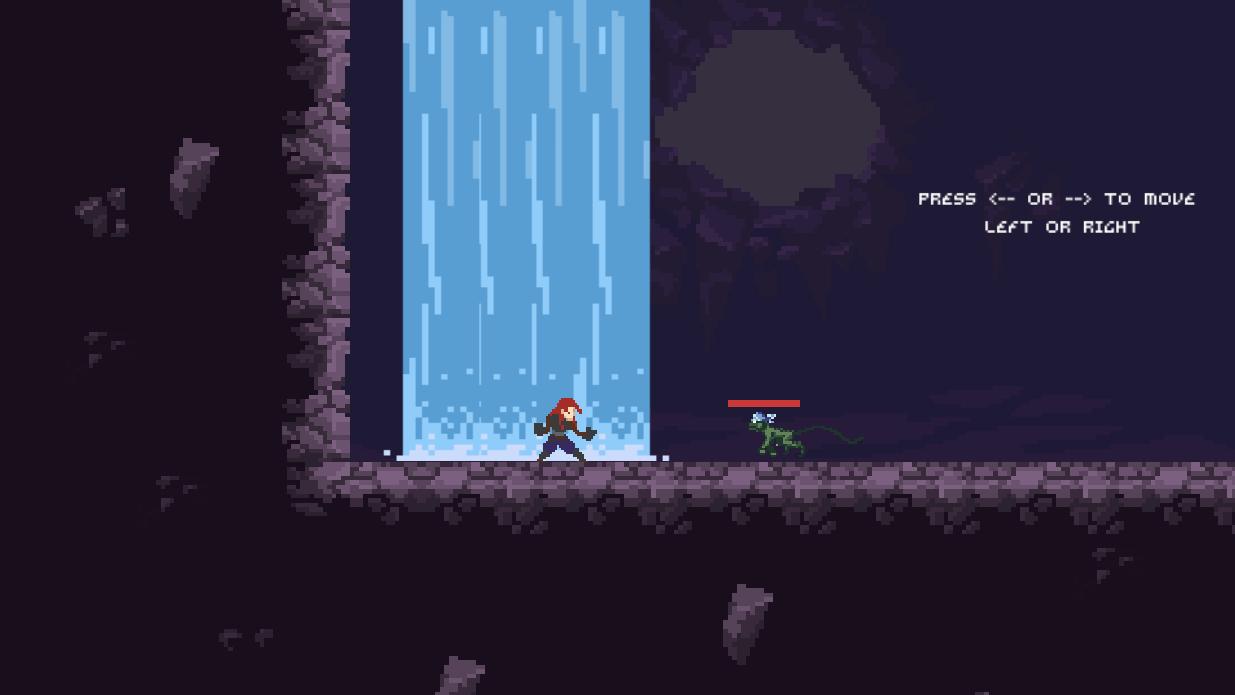 PRESS <-- OR --> TO MOVE
LEFT OR RIGHT